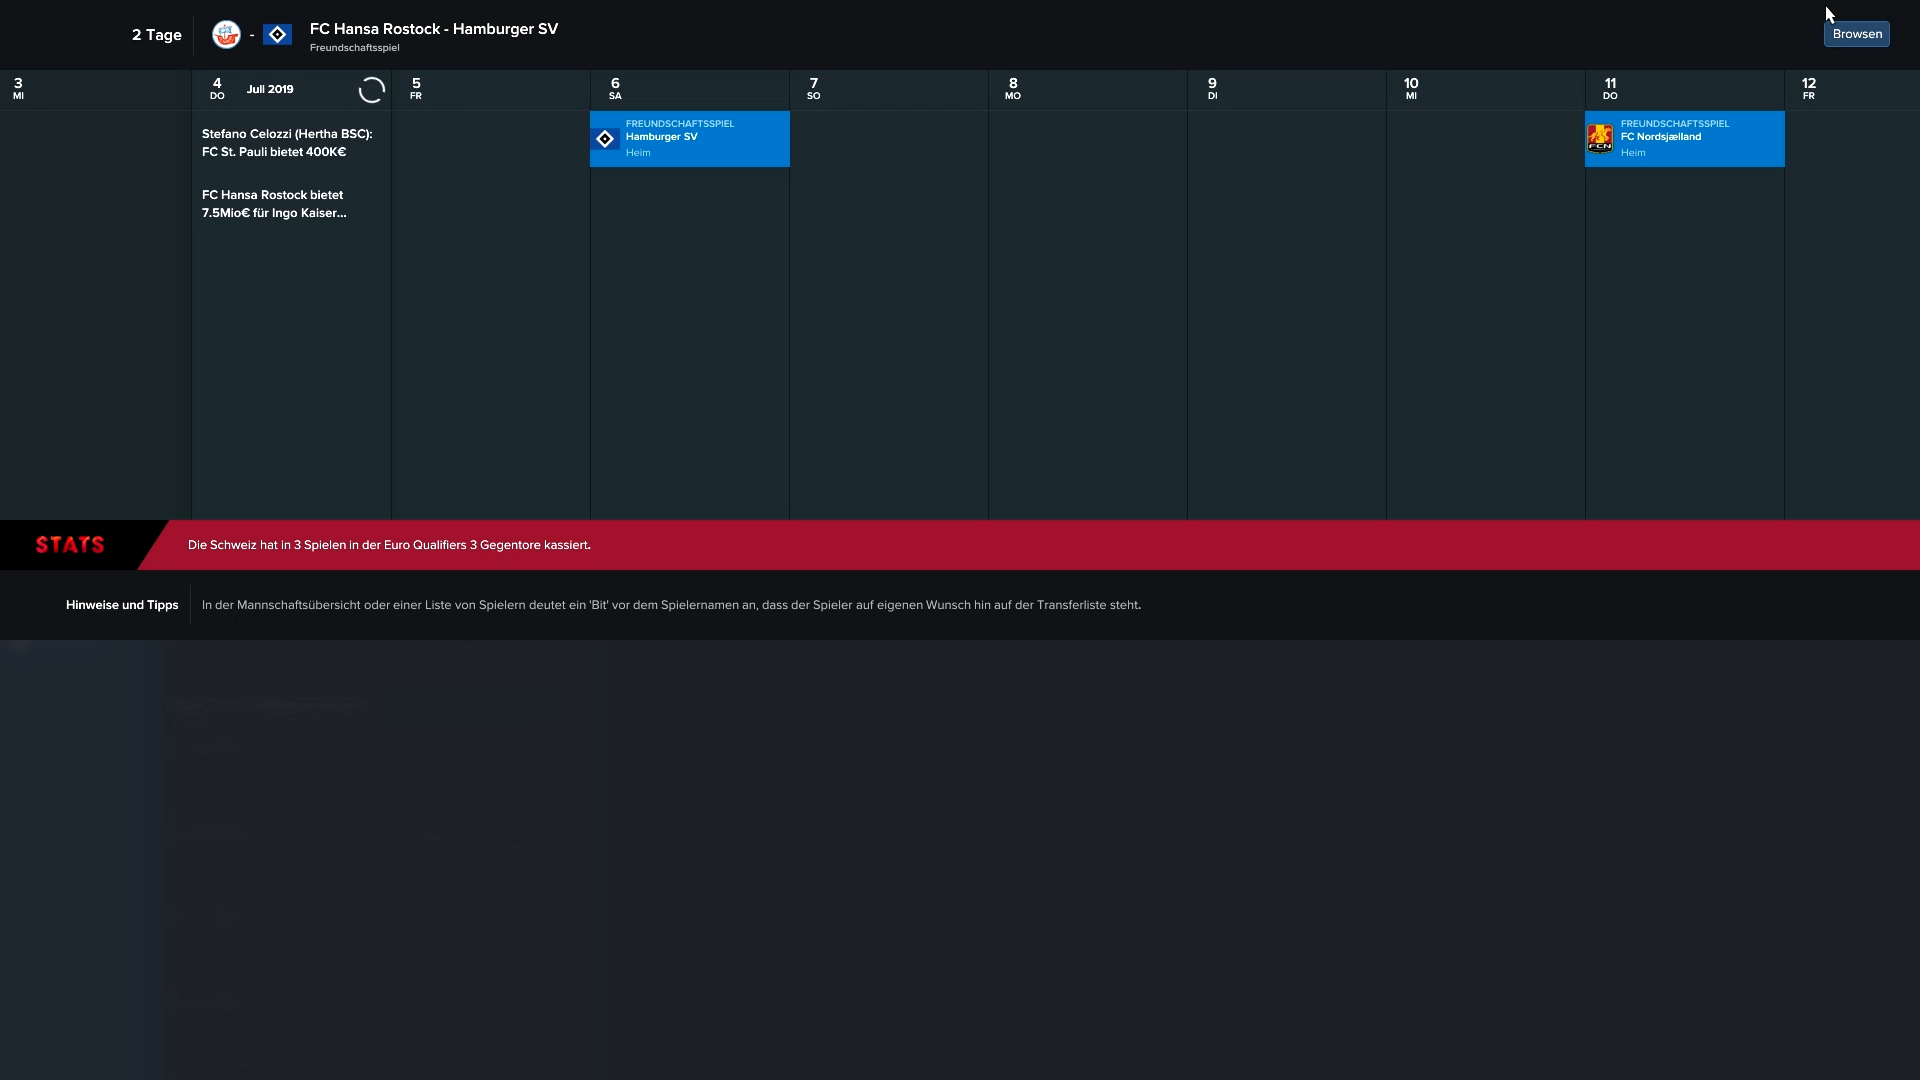 2 Tage
-
FC Hansa Rostock - Hamburger SV
Freundschaftsspiel
Browsen
3
MI
4
DO
Juli 2019
5
FR
6
SA
7
SO
8
MO
9
DI
10
MI
11
DO
12
FR
Stefano Celozzi (Hertha BSC):
FC St. Pauli bietet 400K€
FC Hansa Rostock bietet
7.5Mio€ für Ingo Kaiser...
FREUNDSCHAFTSSPIEL
Hamburger SV
Heim
FCN
FREUNDSCHAFTSSPIEL
FC Nordsjælland
Heim
STATS
Die Schweiz hat in 3 Spielen in der Euro Qualifiers 3 Gegentore kassiert.
Hinweise und Tipps
In der Mannschaftsübersicht oder einer Liste von Spielern deutet ein 'Bit' vor dem Spielernamen an, dass der Spieler auf eigenen Wunsch hin auf der Transferliste steht.